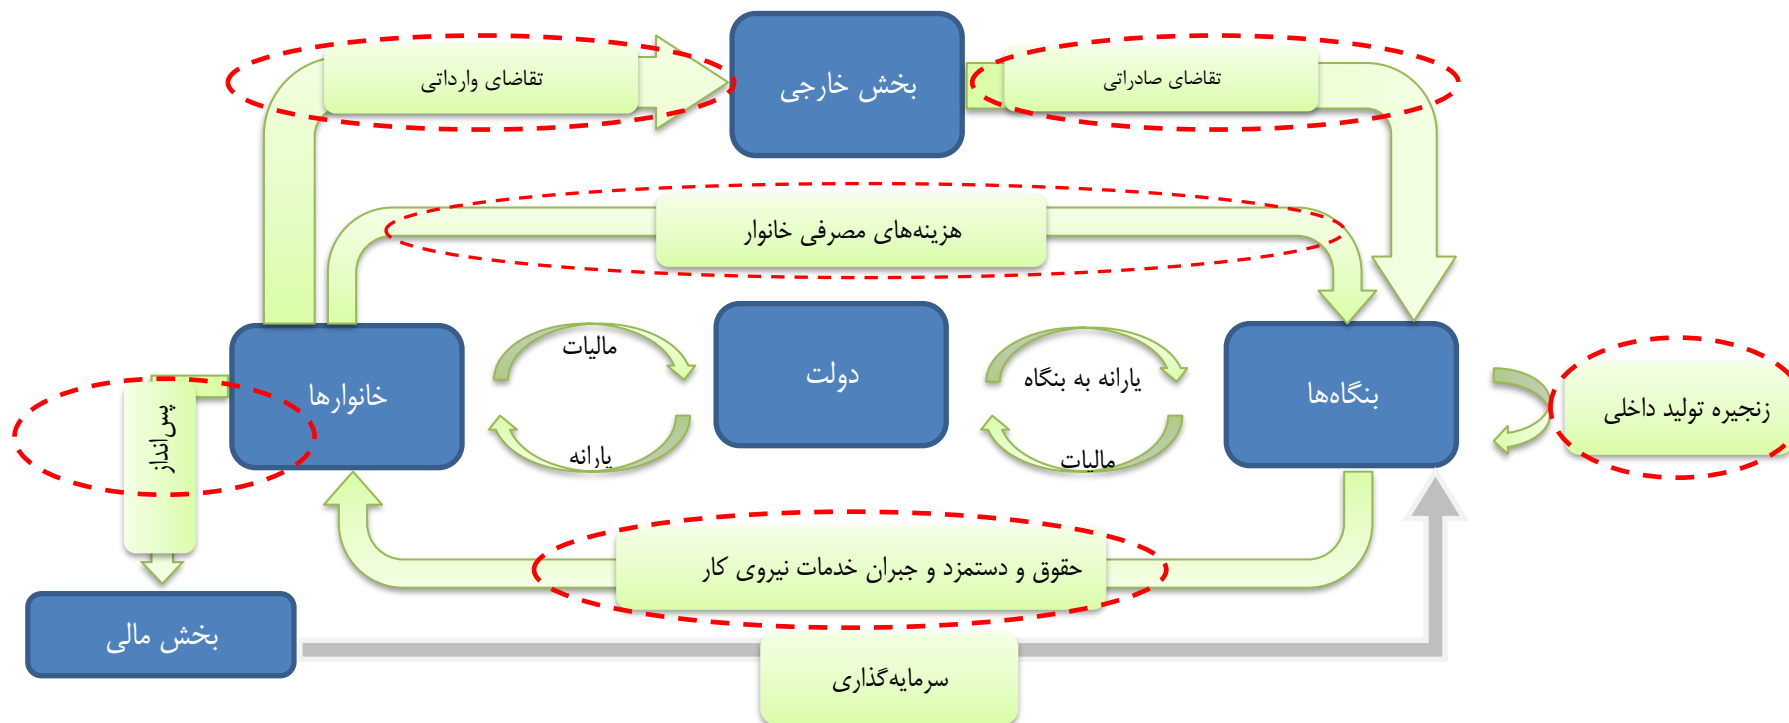 تقاضای وارداتی
بخش خارجی
تقاضای صادراتی
هزینه‌های مصرفی خانوار
خانوارها
مالیات
یارانه
دولت
یارانه به بنگاه
مالیات
بنگاه‌ها
زنجیره تولید داخلی
پس‌انداز
حقوق و دستمزد و جبران خدمات نیروی کار
بخش مالی
سرمایه‌گذاری